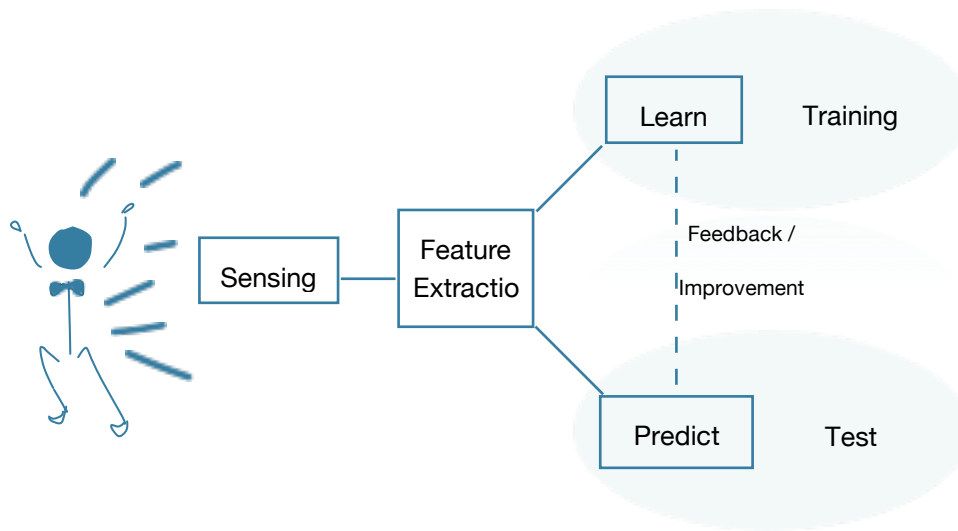 Learn
Training
Feedback /
Improvement
Sensing
Feature
Extractio
Predict
Test